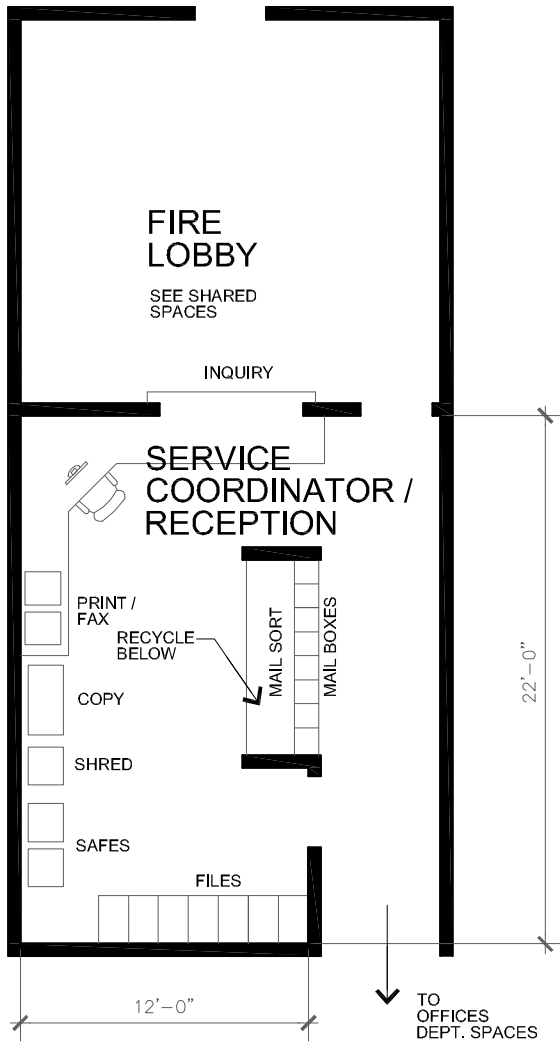 FIRE
LOBBY
SEE SHARED
SPACES
INQUIRY
SERVICE
COORDINATOR /
RECEPTION
PRINT /
FAX
RECYCLE
BELOW
MAIL SORT
MAIL BOXES
COPY
22'-0"
SHRED
SAFES
FILES
12'-0"
TO
OFFICES
DEPT. SPACES